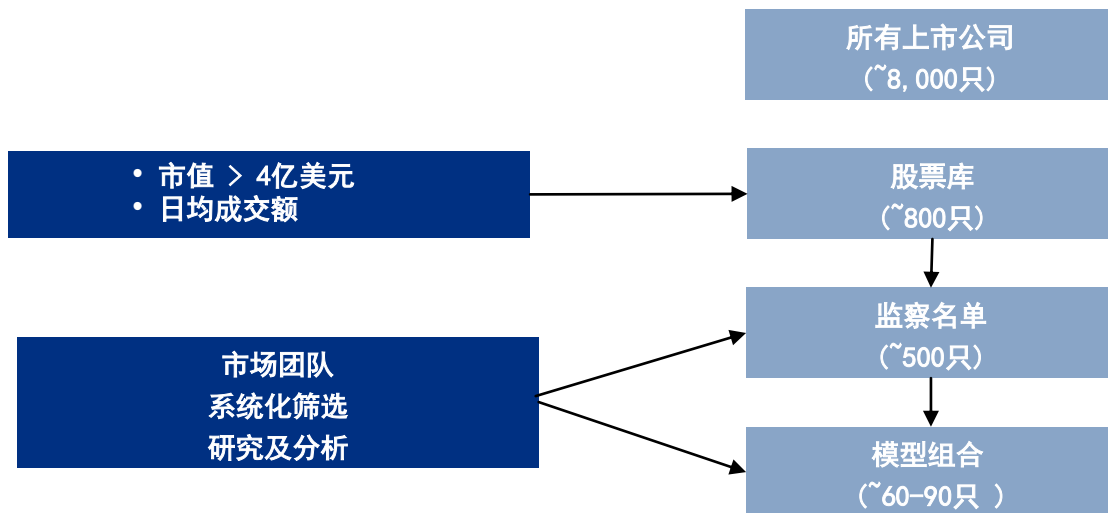 所有上市公司
(~8,000只)
• 市值 > 4亿美元
• 日均成交额
股票库
(~800只)
监察名单
(~500只)
市场团队
系统化筛选
研究及分析
模型组合
(~60-90只 )